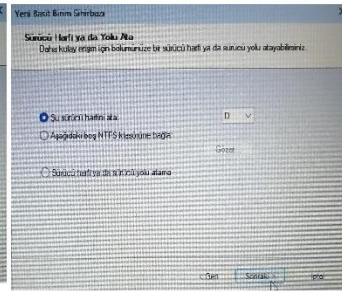 Yeni Basit Birim Sihirbazı
Sürücü Harfi ya da Yolu Ata
Daha kolay erişim için bölümünüze bir sürücü harfi ya da sürücü yolu atayabilirsiniz.
Şu sürücü harfini ata: D
Aşağıdaki boş NTFS klasörüne bağla:
Gözat
Sürücü harfi ya da sürücü yolu atama
< Geri Sonraki > İptal